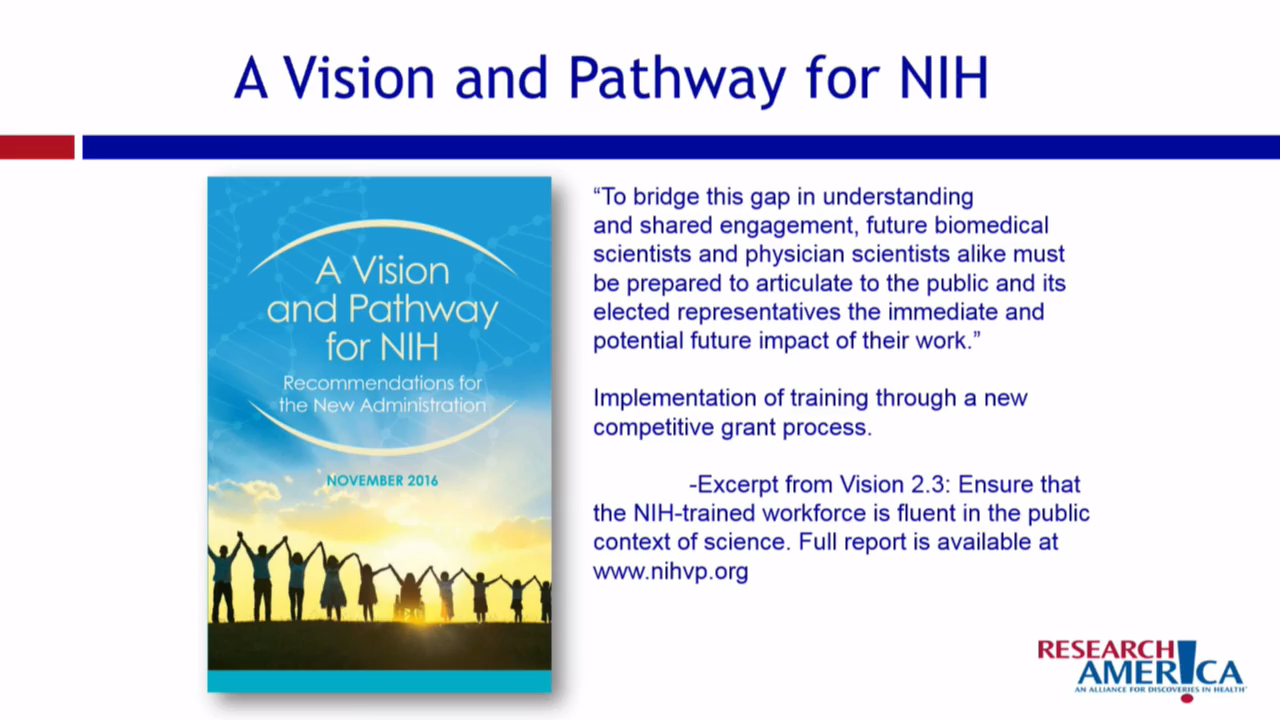 A Vision and Pathway for NIH
A Vision
and Pathway
for NIH
Recommendations for
the New Administration
NOVEMBER 2016
“To bridge this gap in understanding
and shared engagement, future biomedical
scientists and physician scientists alike must
be prepared to articulate to the public and its
elected representatives the immediate and
potential future impact of their work.”
Implementation of training through a new
competitive grant process.
-Excerpt from Vision 2.3: Ensure that
the NIH-trained workforce is fluent in the public
context of science. Full report is available at
www.nihvp.org
RESEARCH
AMER!CA
AN ALLIANCE FOR DISCOVERIES IN HEALTH